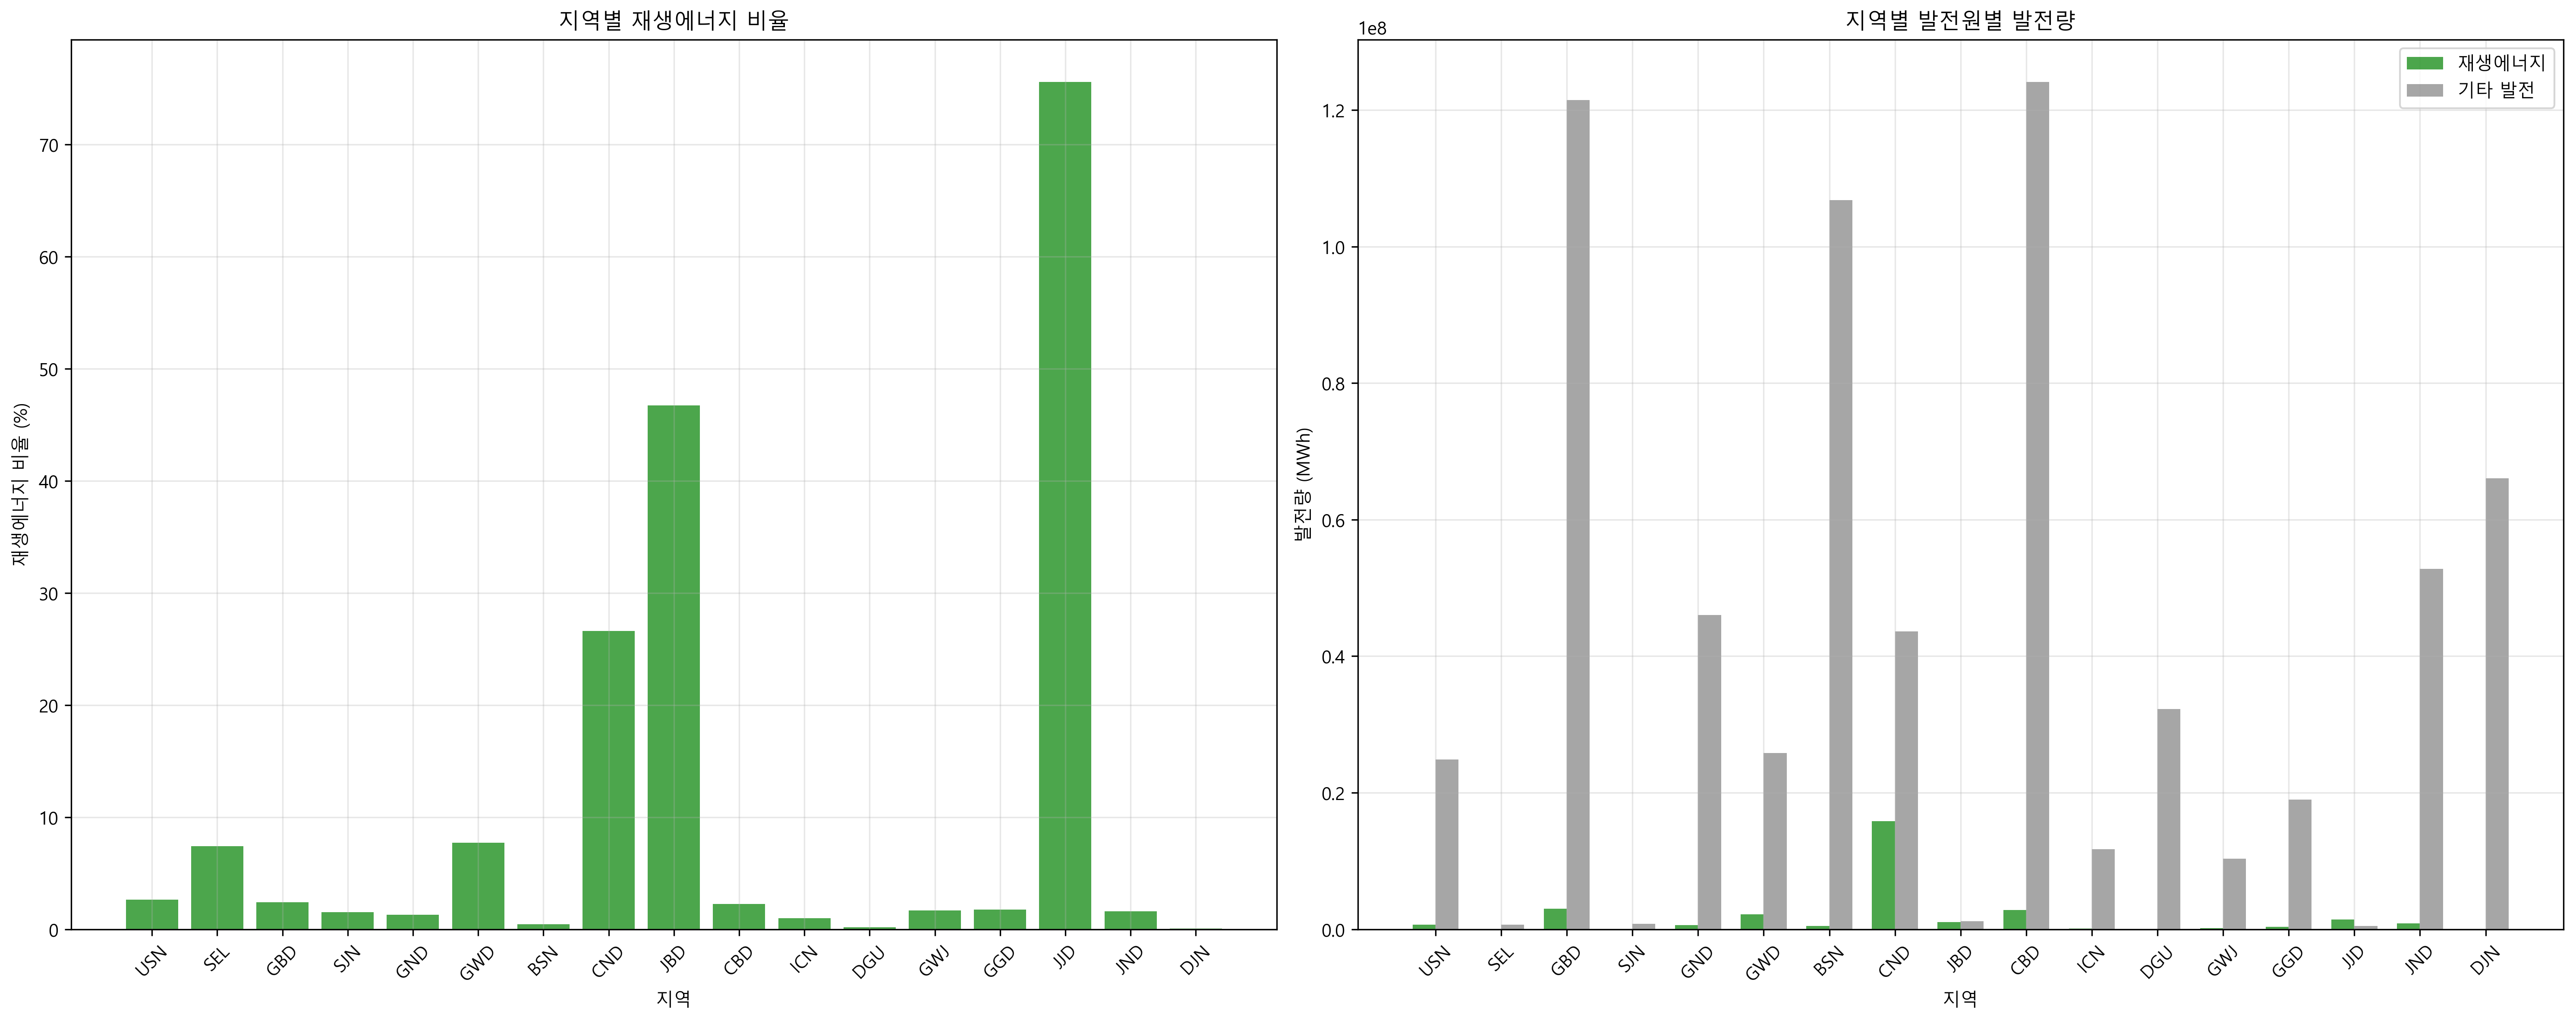 지역별 재생에너지 비율
재생에너지 비율 (%)
70
60
50
40
30
20
10
0
USN SEL GBD SJN GND GWD BSN CND JBD CBD ICN DGU GWJ GGD JJD JND DJN
지역
지역별 발전원별 발전량
1e8
재생에너지
기타 발전
발전량 (MWh)
1.2
1.0
0.8
0.6
0.4
0.2
0.0
USN SEL GBD SJN GND GWD BSN CND JBD CBD ICN DGU GWJ GGD JJD JND DJN
지역